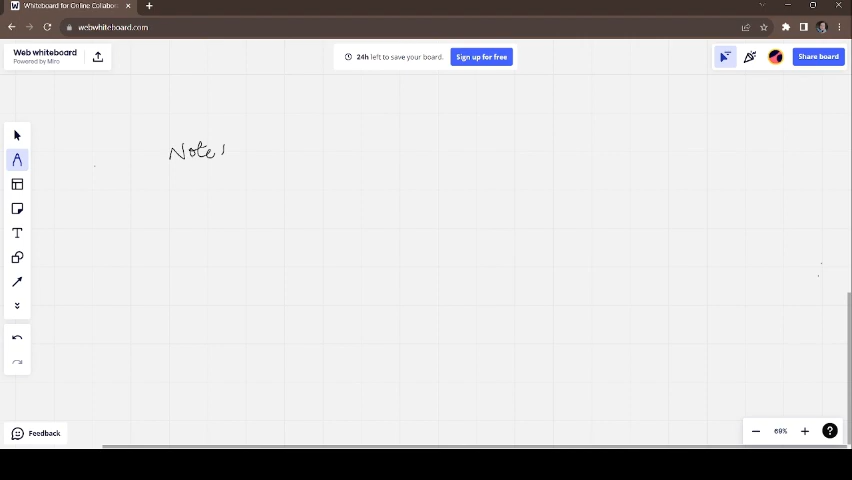 Whiteboard for Online Collabora
webwhiteboard.com
Web whiteboard
Powered by Miro
24h left to save your board.
Sign up for free
Share board
Note
T
Feedback
69%